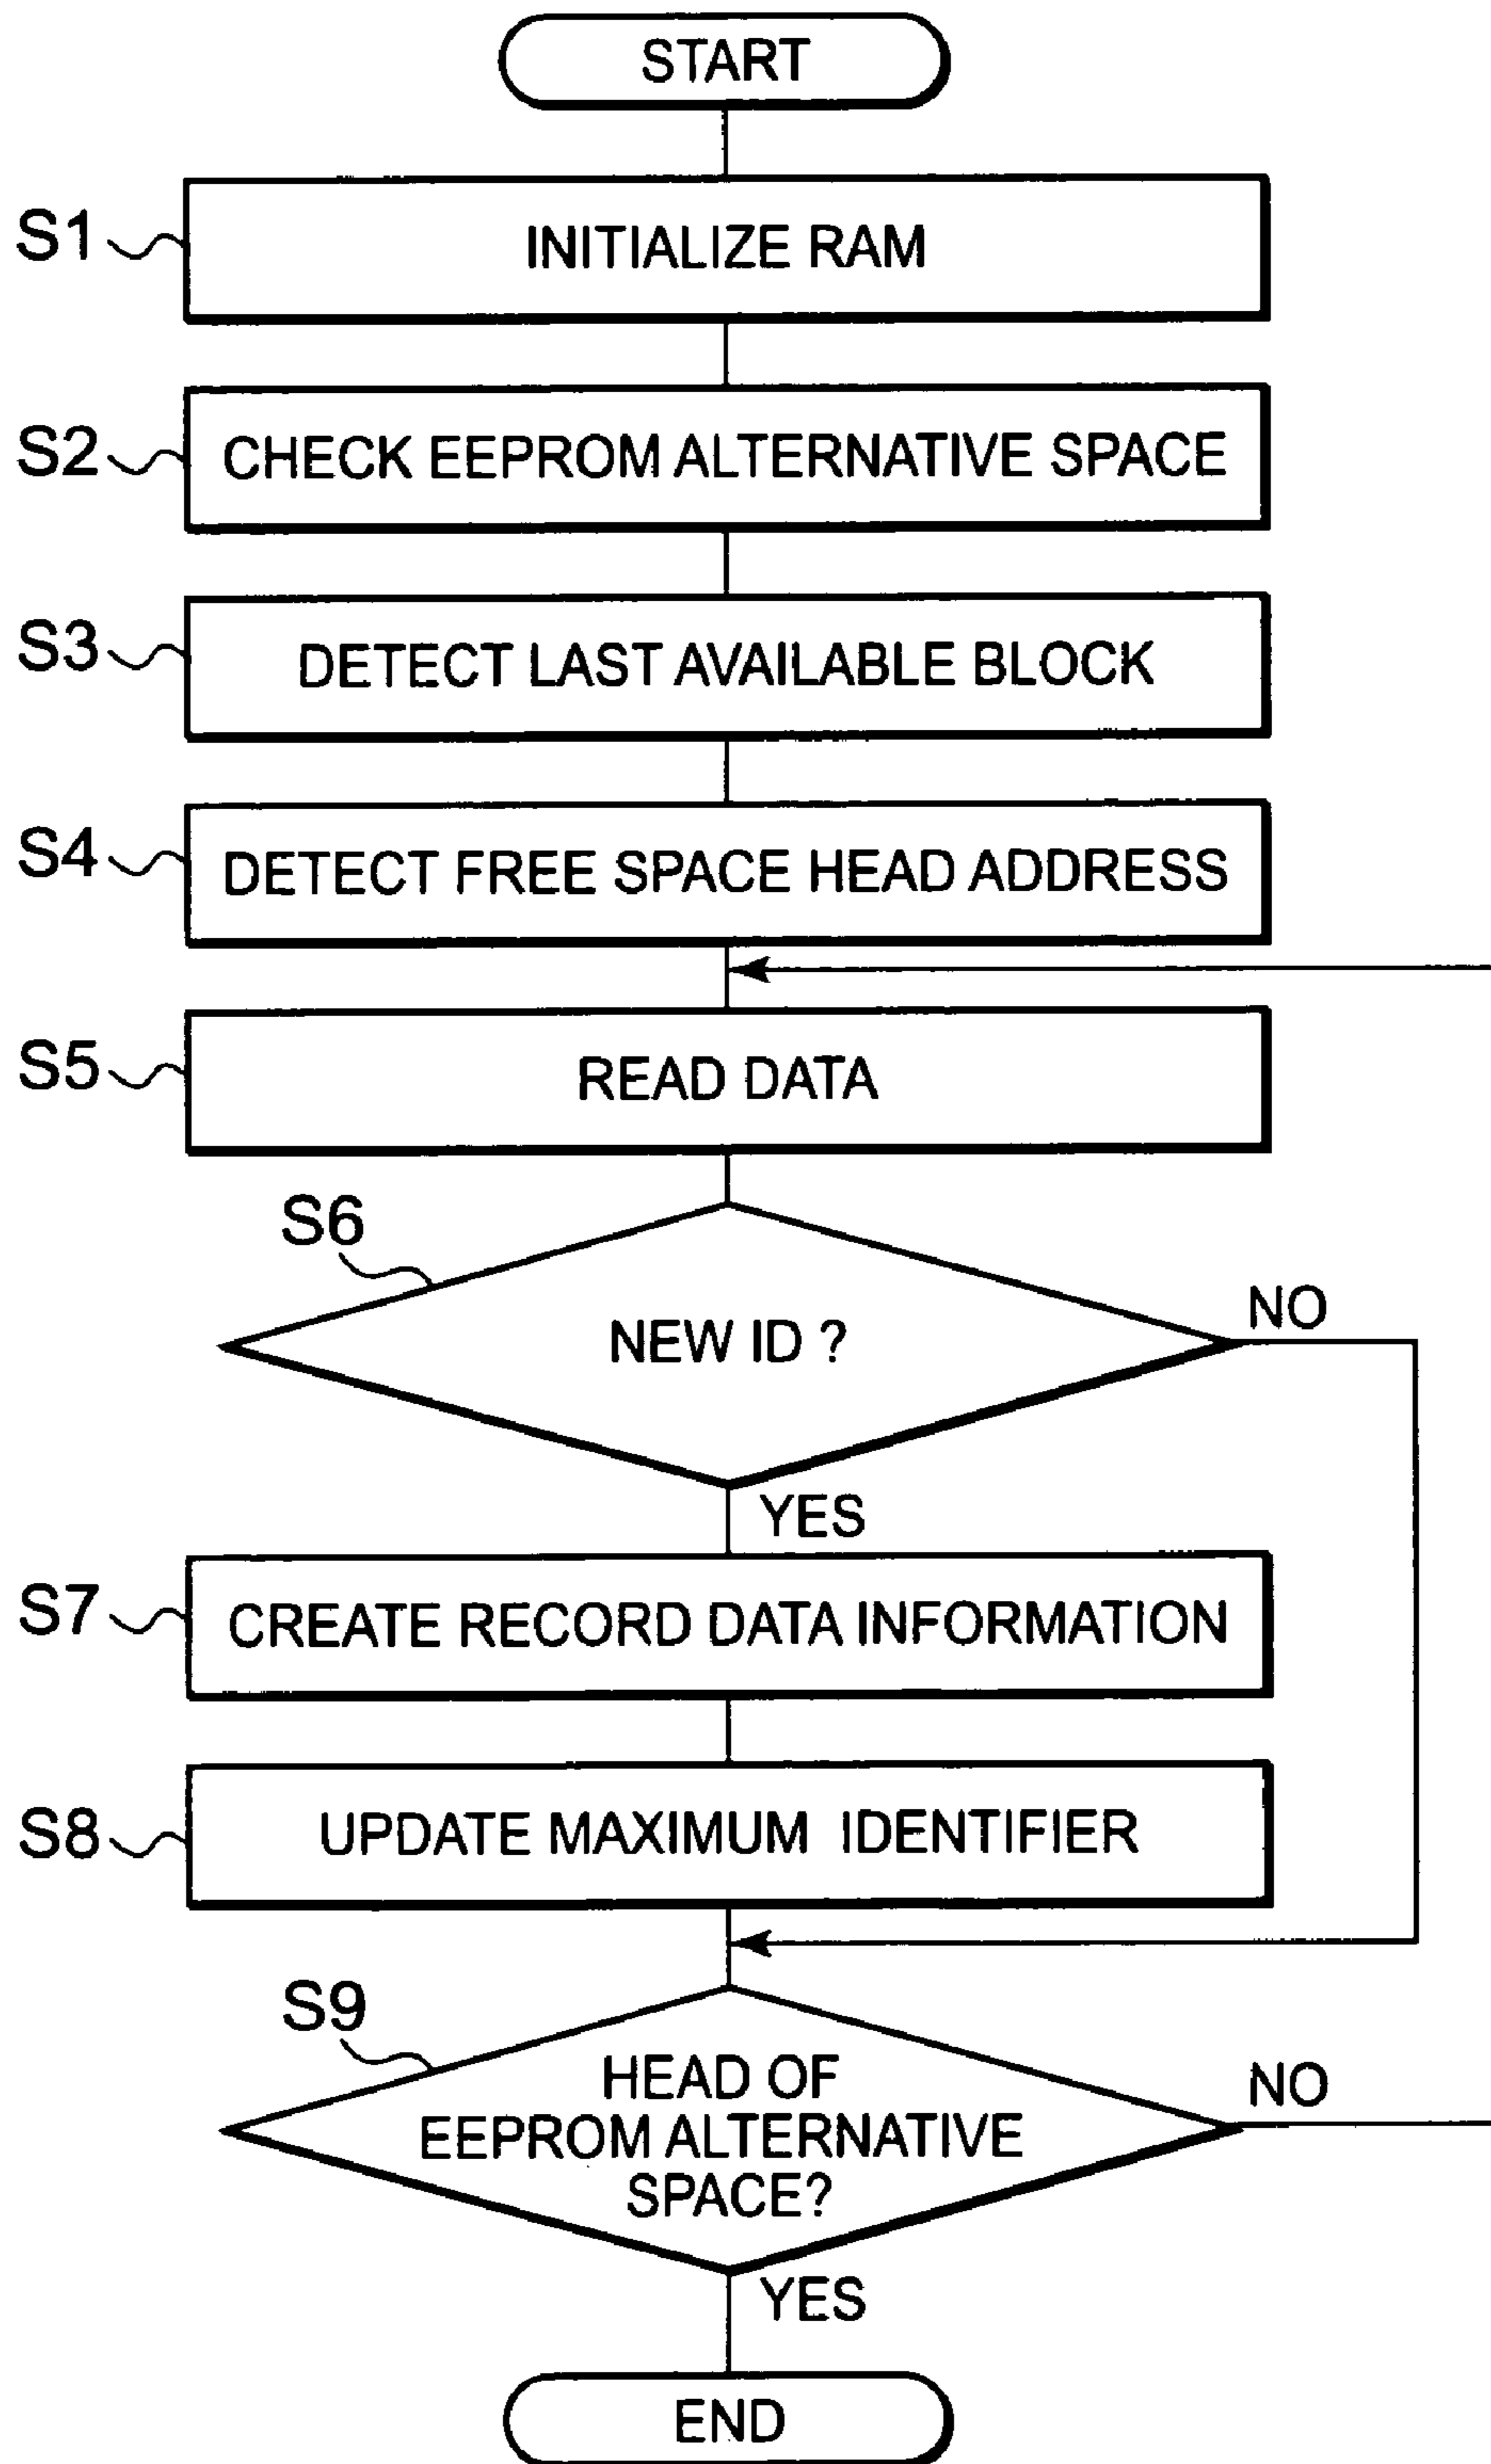 START
S1
INITIALIZE RAM
S2
CHECK EEPROM ALTERNATIVE SPACE
S3
DETECT LAST AVAILABLE BLOCK
S4
DETECT FREE SPACE HEAD ADDRESS
S5
READ DATA
S6
NEW ID ?
NO
YES
S7
CREATE RECORD DATA INFORMATION
S8
UPDATE MAXIMUM IDENTIFIER
S9
HEAD OF
EEPROM ALTERNATIVE
SPACE?
NO
YES
END